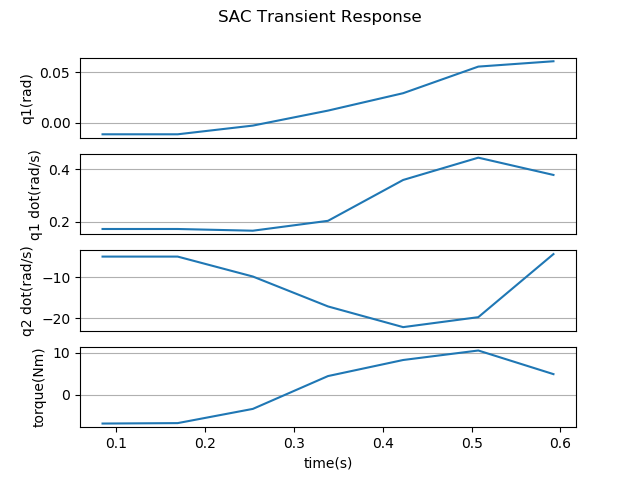 SAC Transient Response
0.05
0.00
q1(rad)
0.4
0.2
q1 dot(rad/s)
−10
−20
q2 dot(rad/s)
10
0
torque(Nm)
0.1 0.2 0.3 0.4 0.5 0.6
time(s)